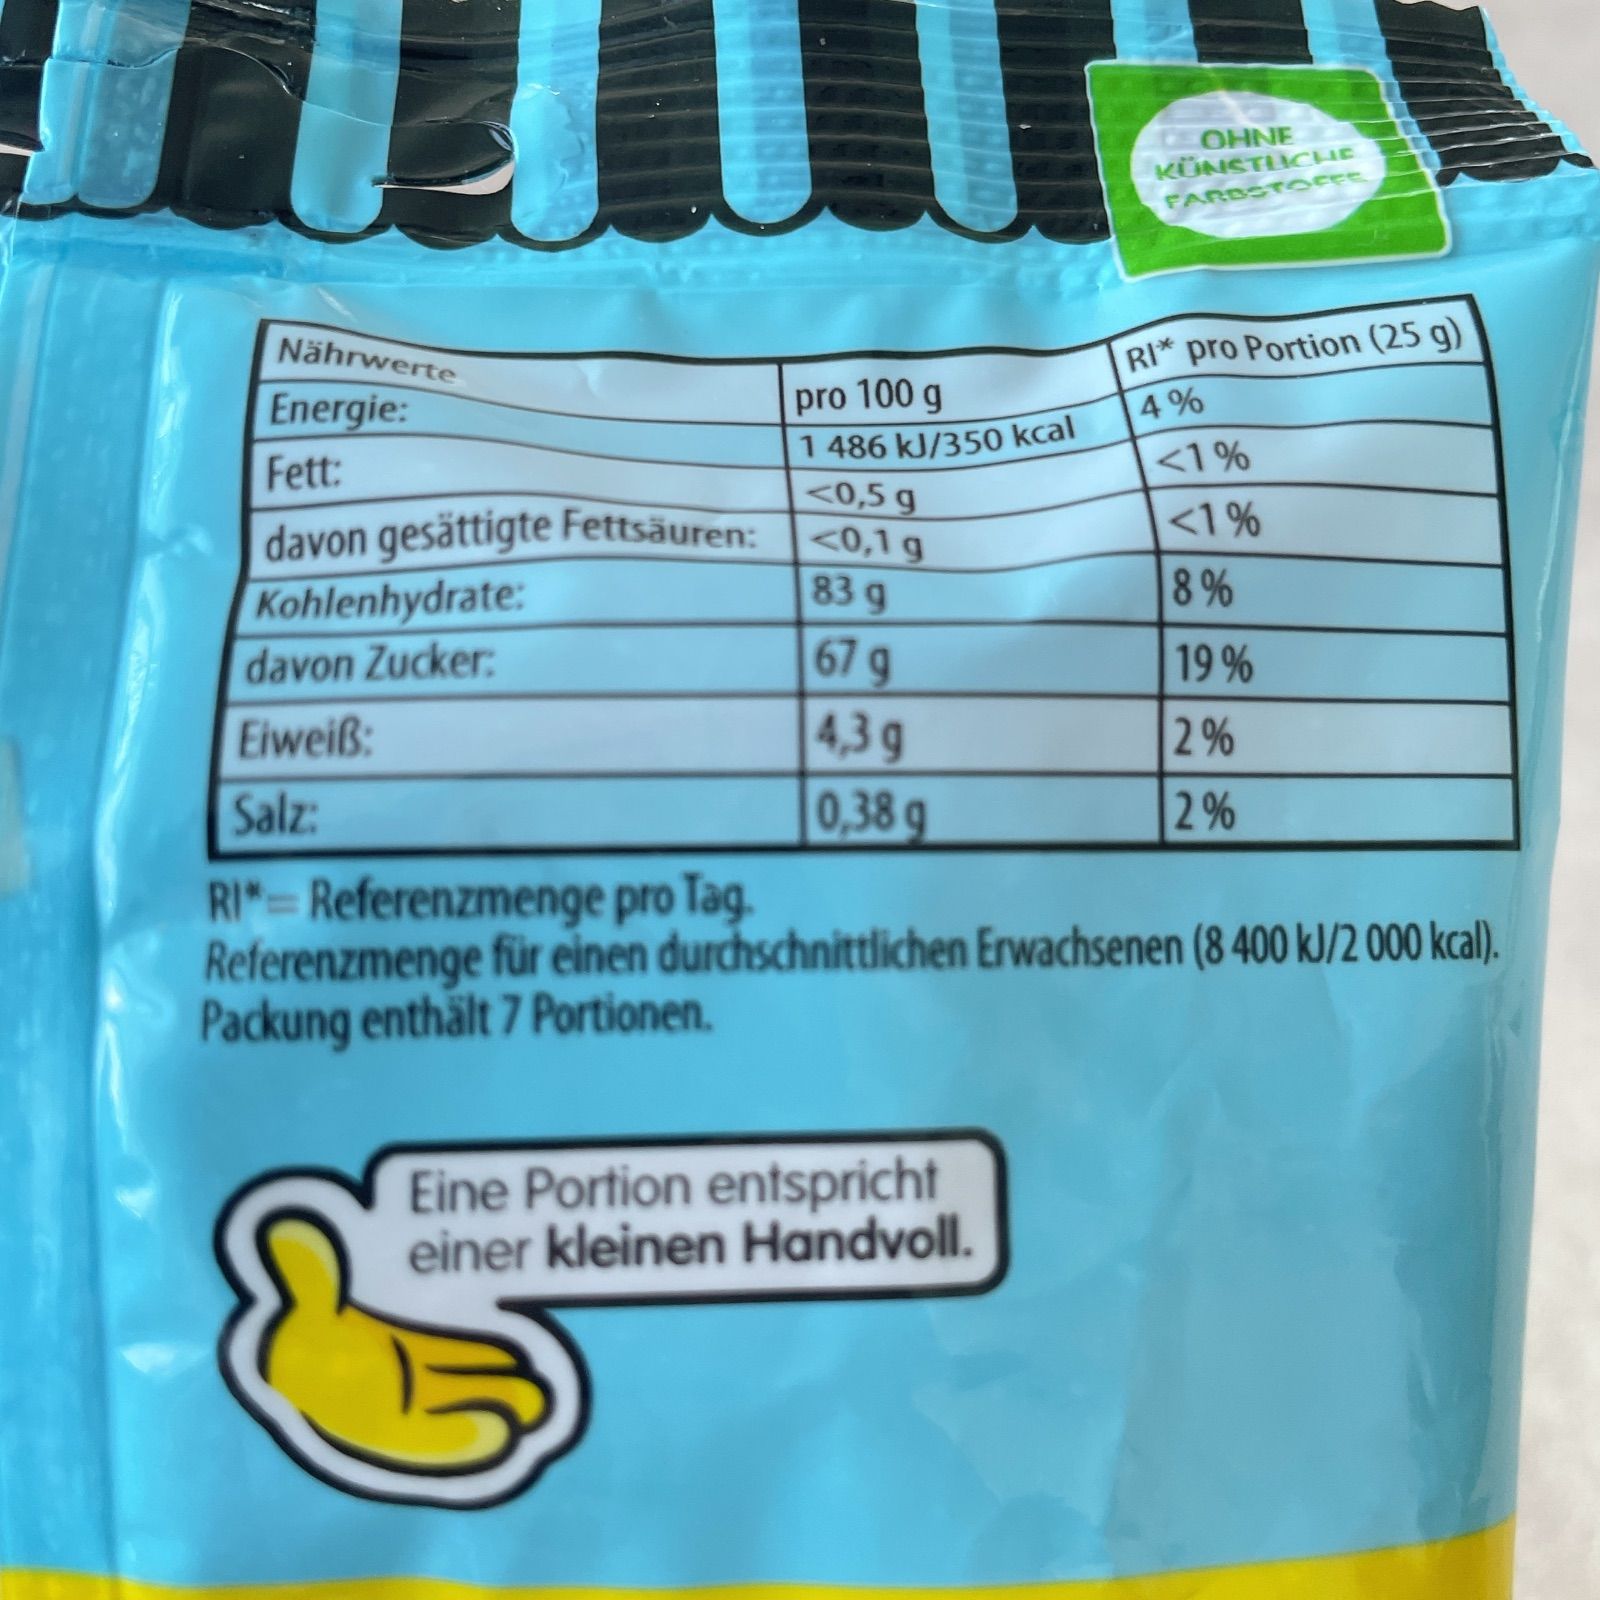 OHNE
KÜNSTLICHE
FARBSTOFFE
Nährwerte pro 100 g RI* pro Portion (25 g)
Energie: 1 486 kJ/350 kcal 4 %
Fett: <0,5 g <1 %
davon gesättigte Fettsäuren: <0,1 g <1 %
Kohlenhydrate: 83 g 8 %
davon Zucker: 67 g 19 %
Eiweiß: 4,3 g 2 %
Salz: 0,38 g 2 %
RI*= Referenzmenge pro Tag.
Referenzmenge für einen durchschnittlichen Erwachsenen (8 400 kJ/2 000 kcal).
Packung enthält 7 Portionen.
Eine Portion entspricht
einer kleinen Handvoll.